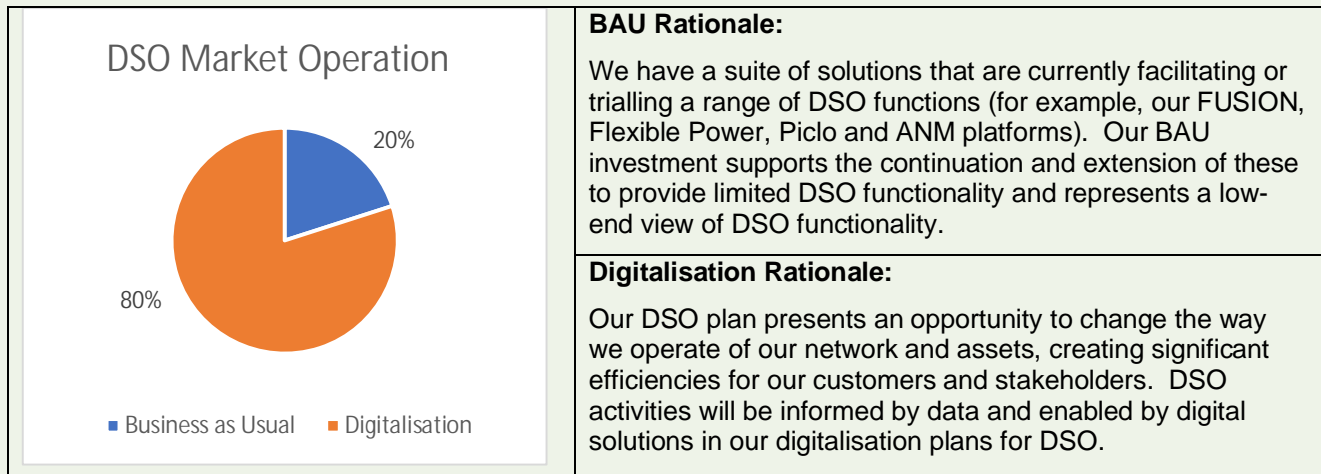 DSO Market Operation
20%
80%
Business as Usual
Digitalisation
BAU Rationale:
We have a suite of solutions that are currently facilitating or
trialling a range of DSO functions (for example, our FUSION,
Flexible Power, Piclo and ANM platforms).  Our BAU
investment supports the continuation and extension of these
to provide limited DSO functionality and represents a low-
end view of DSO functionality.
Digitalisation Rationale:
Our DSO plan presents an opportunity to change the way
we operate of our network and assets, creating significant
efficiencies for our customers and stakeholders.  DSO
activities will be informed by data and enabled by digital
solutions in our digitalisation plans for DSO.